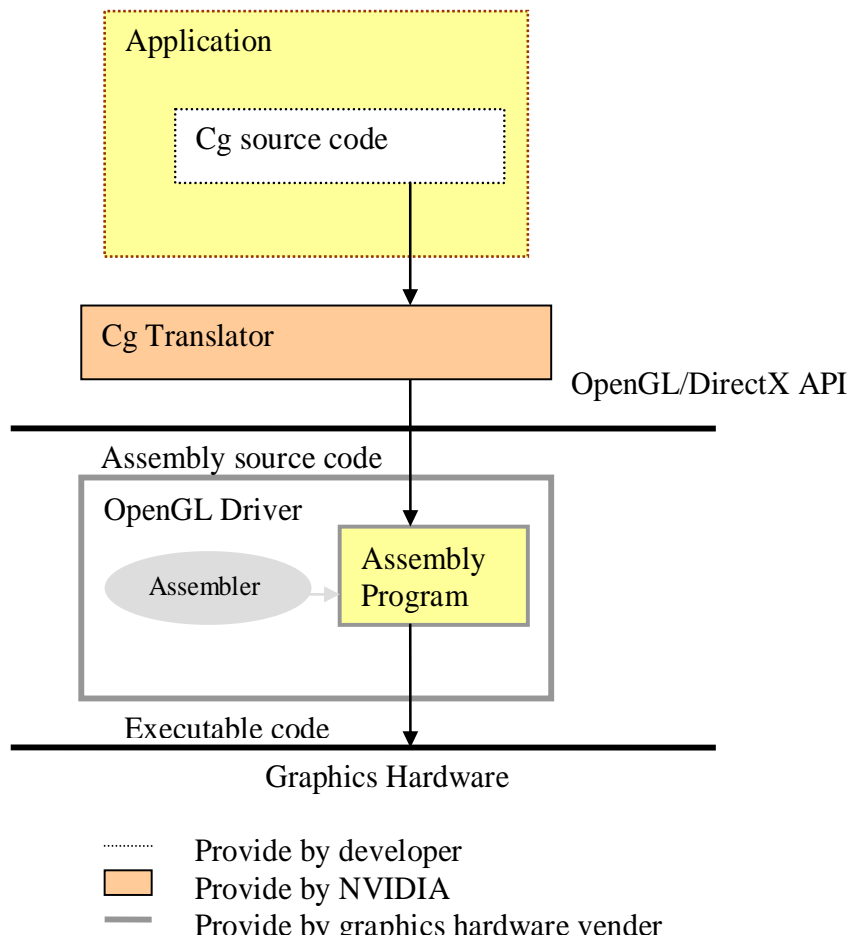 Application
Cg source code
Cg Translator
OpenGL/DirectX API
Assembly source code
OpenGL Driver
Assembler
Assembly
Program
Executable code
Graphics Hardware
Provide by developer
Provide by NVIDIA
Provide by graphics hardware vender